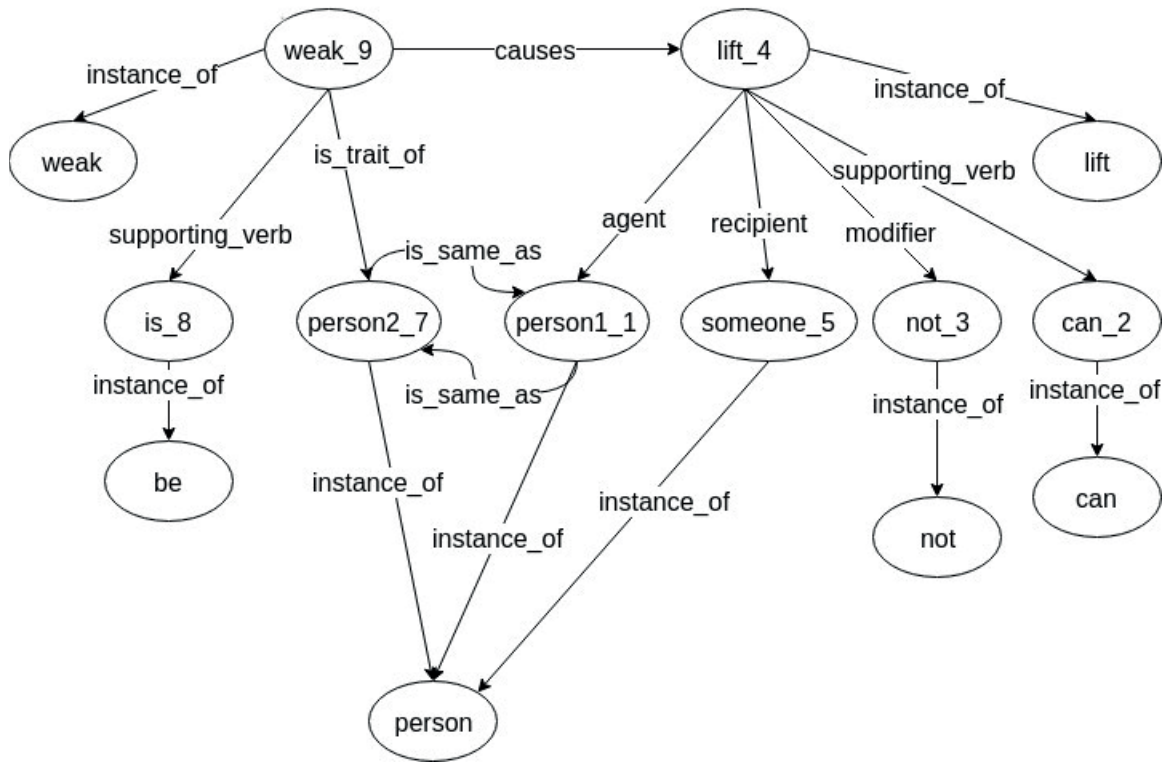 weak_9
causes
lift_4
instance_of
instance_of
weak
is_trait_of
supporting_verb
lift
supporting_verb
agent
recipient
modifier
is_same_as
is_8
person2_7
person1_1
someone_5
not_3
can_2
instance_of
is_same_as
instance_of
instance_of
be
instance_of
instance_of
instance_of
can
not
person